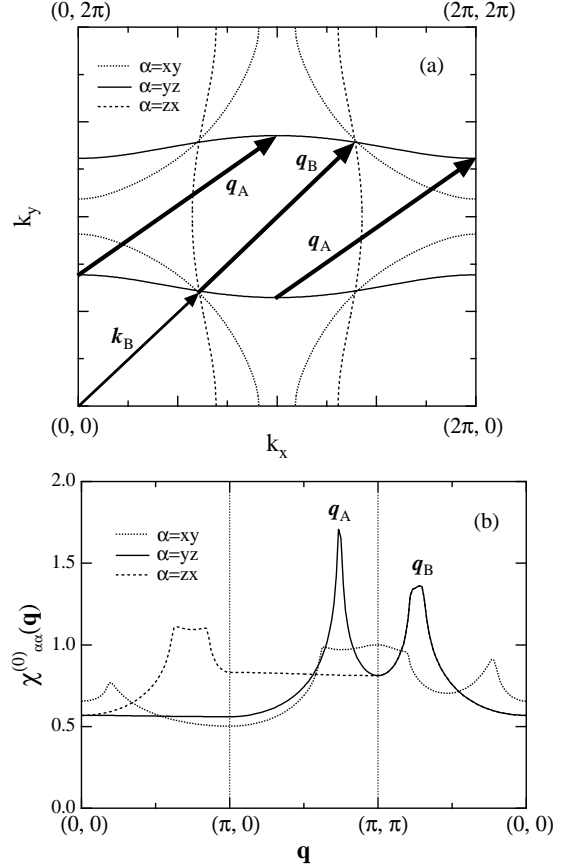 (0, 2π) (2π, 2π)
(a)
α=xy
α=yz
α=zx
q_A q_B q_A
k_y
k_B
(0, 0) (2π, 0)
k_x
2.0
(b)
q_A
α=xy
α=yz
α=zx
1.5
q_B
χ^(0)_αα(q)
1.0
0.5
0.0
(0, 0) (π, 0) (π, π) (0, 0)
q